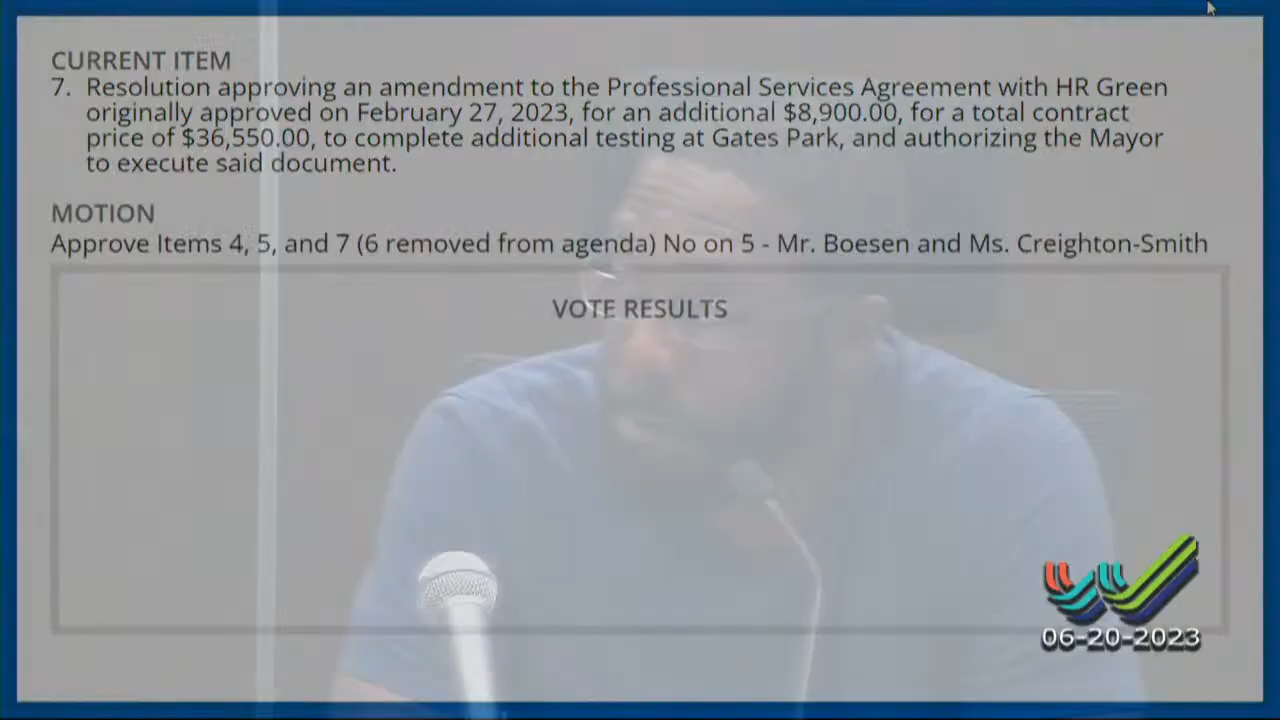 CURRENT ITEM
7. Resolution approving an amendment to the Professional Services Agreement with HR Green
originally approved on February 27, 2023, for an additional $8,900.00, for a total contract
price of $36,550.00, to complete additional testing at Gates Park, and authorizing the Mayor
to execute said document.
MOTION
Approve Items 4, 5, and 7 (6 removed from agenda) No on 5 - Mr. Boesen and Ms. Creighton-Smith
VOTE RESULTS
06-20-2023